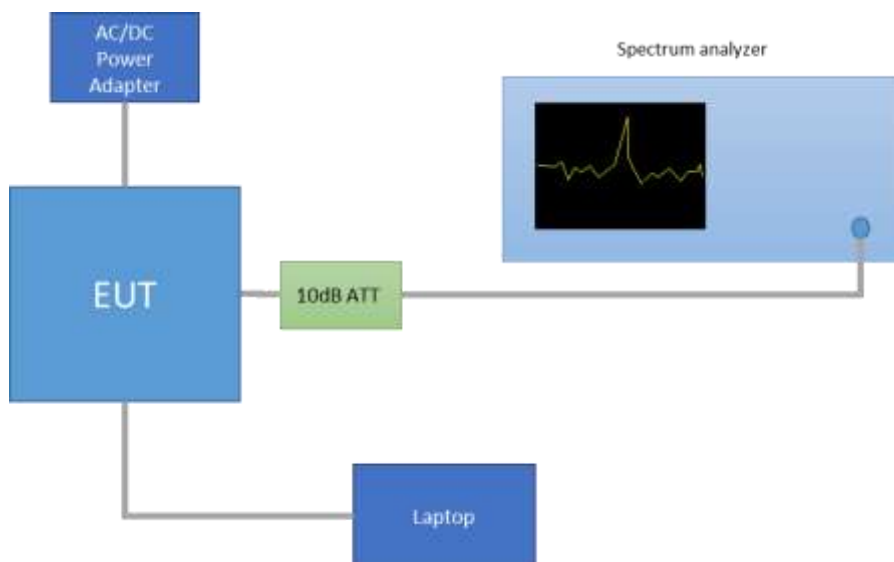 AC/DC
Power
Adapter
Spectrum analyzer
EUT
10dB ATT
Laptop